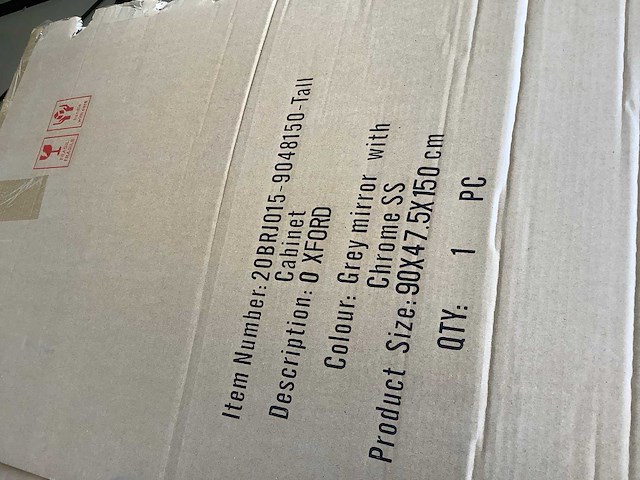 Item Number: 20BRJ015-9048150-Tall
Cabinet
Description: O XFORD
Colour: Grey mirror with
Chrome SS
Product Size: 90X47.5X150 cm
QTY: 1 PC